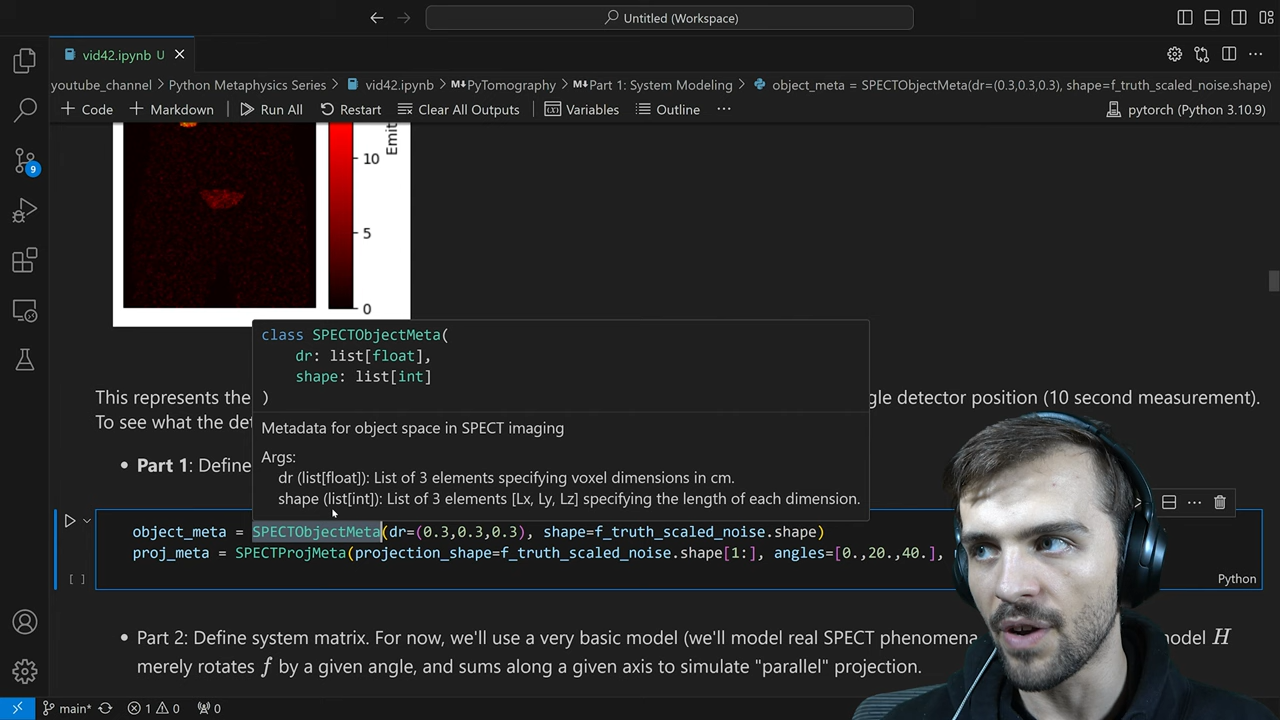 Untitled (Workspace)
vid42.ipynb U
youtube_channel > Python Metaphysics Series > vid42.ipynb > PyTomography > Part 1: System Modeling > object_meta = SPECTObjectMeta(dr=(0.3,0.3,0.3), shape=f_truth_scaled_noise.shape)
+ Code + Markdown Run All Restart Clear All Outputs Variables Outline ... pytorch (Python 3.10.9)
9
10
5
0
Emit
class SPECTObjectMeta(
dr: list[float],
shape: list[int]
)
Metadata for object space in SPECT imaging
Args:
dr (list[float]): List of 3 elements specifying voxel dimensions in cm.
shape (list[int]): List of 3 elements [Lx, Ly, Lz] specifying the length of each dimension.
This represents the gle detector position (10 second measurement).
To see what the det
• Part 1: Define
object_meta = SPECTObjectMeta(dr=(0.3,0.3,0.3), shape=f_truth_scaled_noise.shape)
proj_meta = SPECTProjMeta(projection_shape=f_truth_scaled_noise.shape[1:], angles=[0.,20.,40.],
[ ]
Python
• Part 2: Define system matrix. For now, we'll use a very basic model (we'll model real SPECT phenomena odel H
merely rotates f by a given angle, and sums along a given axis to simulate "parallel" projection.
main* 1 0 0